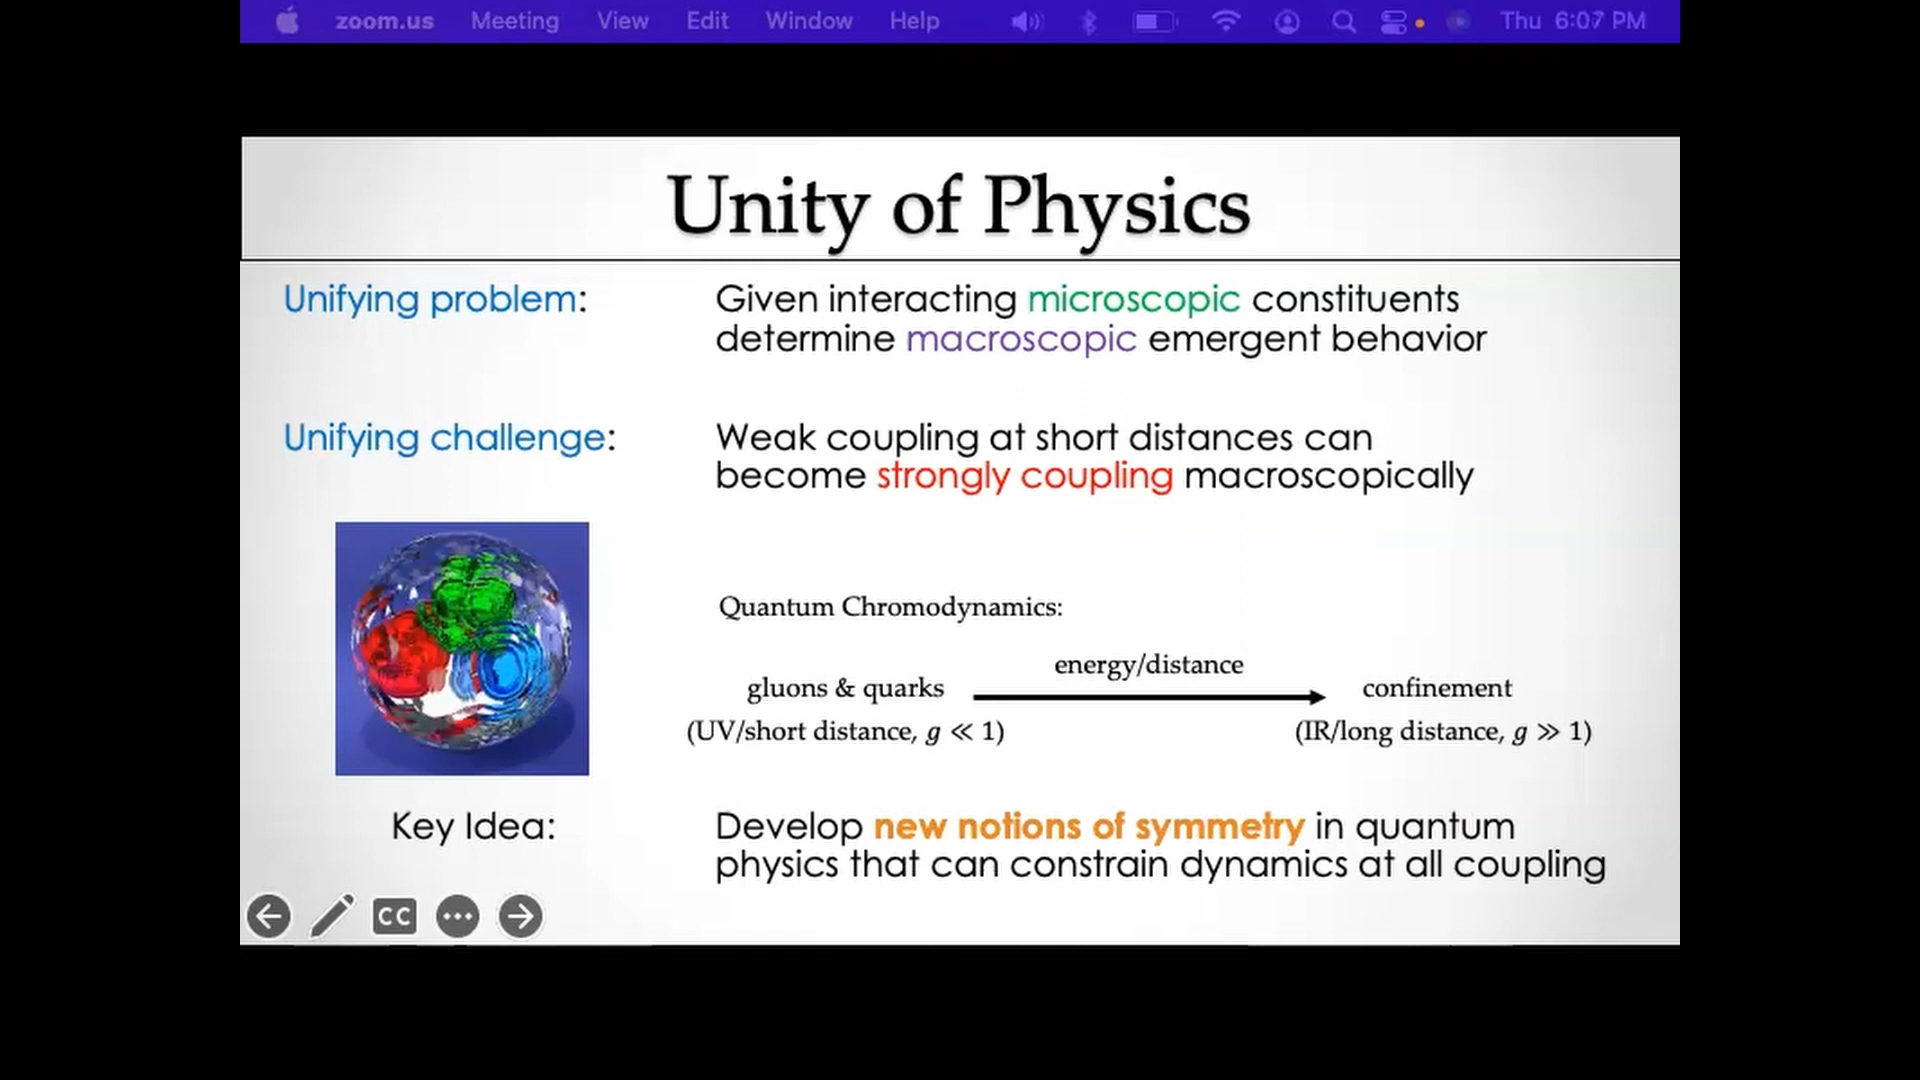 zoom.us Meeting View Edit Window Help Thu 6:07 PM
Unity of Physics
Unifying problem: Given interacting microscopic constituents
determine macroscopic emergent behavior
Unifying challenge: Weak coupling at short distances can
become strongly coupling macroscopically
Quantum Chromodynamics:
energy/distance
gluons & quarks confinement
(UV/short distance, g ≪ 1) (IR/long distance, g ≫ 1)
Key Idea: Develop new notions of symmetry in quantum
physics that can constrain dynamics at all coupling
CC